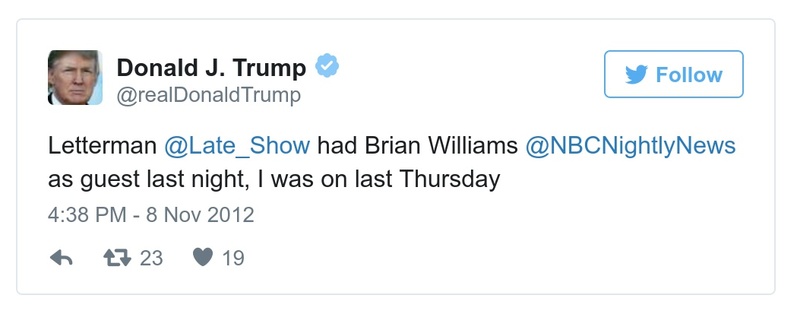 Donald J. Trump
@realDonaldTrump
Follow
Letterman @Late_Show had Brian Williams @NBCNightlyNews
as guest last night, I was on last Thursday
4:38 PM - 8 Nov 2012
23 19